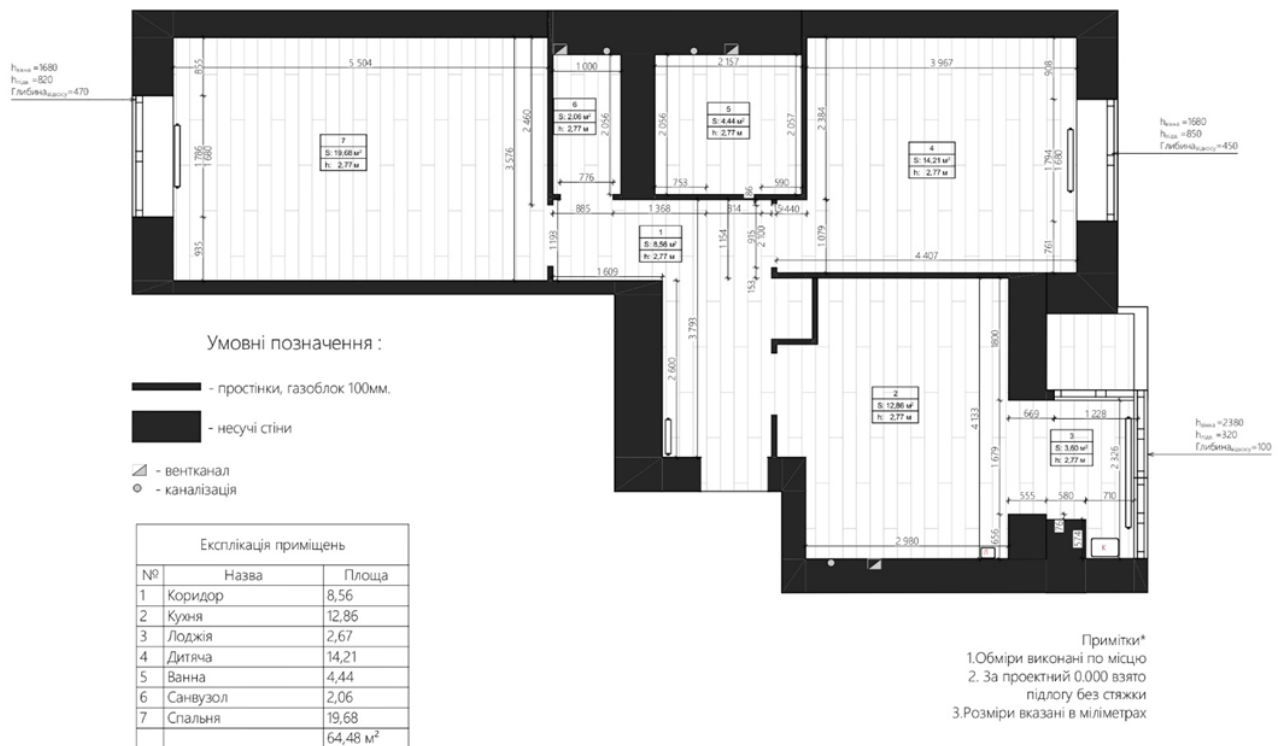 hвікна =1680
hпідв. =820
Глибинавідкосу=470
5 504
855
1 786
1 680
935
2 460
3 576
7
S: 19,68 м²
h: 2,77 м
1 000
6
S: 2,06 м²
h: 2,77 м
2 056
776
2 157
5
S: 4,44 м²
h: 2,77 м
2 056
2 057
753
590
86
3 967
908
2 384
4
S: 14,21 м²
h: 2,77 м
1 794
1 680
761
1 079
4 407
hвікна =1680
hпідв. =850
Глибинавідкосу=450
885
1 368
814
440
1 193
1
S: 8,56 м²
h: 2,77 м
1 154
915
2 100
153
1 609
3 793
2 600
1800
2
S: 12,86 м²
h: 2,77 м
4 133
1 679
656
2 980
669
1 228
3
S: 3,60 м²
h: 2,77 м
2 326
555
580
710
76
574
К
hвікна =2380
hпідв. =320
Глибинавідкосу=100
Умовні позначення :
- простінки, газоблок 100мм.
- несучі стіни
- вентканал
- каналізація
Експлікація приміщень
№ Назва Площа
1 Коридор 8,56
2 Кухня 12,86
3 Лоджія 2,67
4 Дитяча 14,21
5 Ванна 4,44
6 Санвузол 2,06
7 Спальня 19,68
64,48 м²
Примітки*
1.Обміри виконані по місцю
2. За проектний 0.000 взято
підлогу без стяжки
3.Розміри вказані в міліметрах